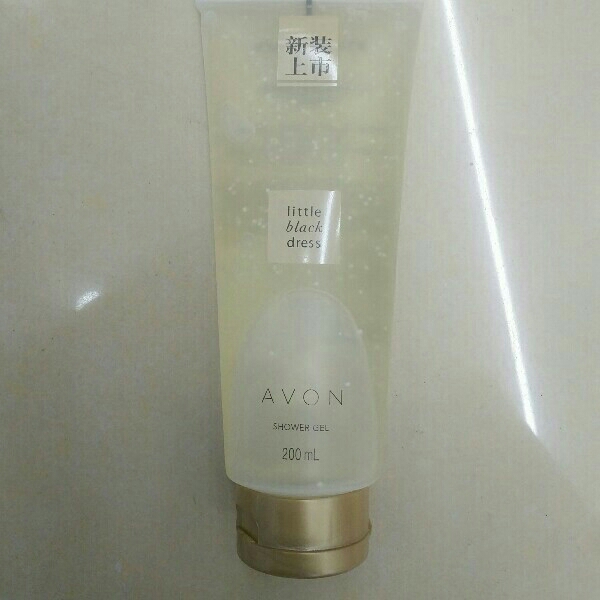 新装
上市
little
black
dress
AVON
SHOWER GEL
200 mL